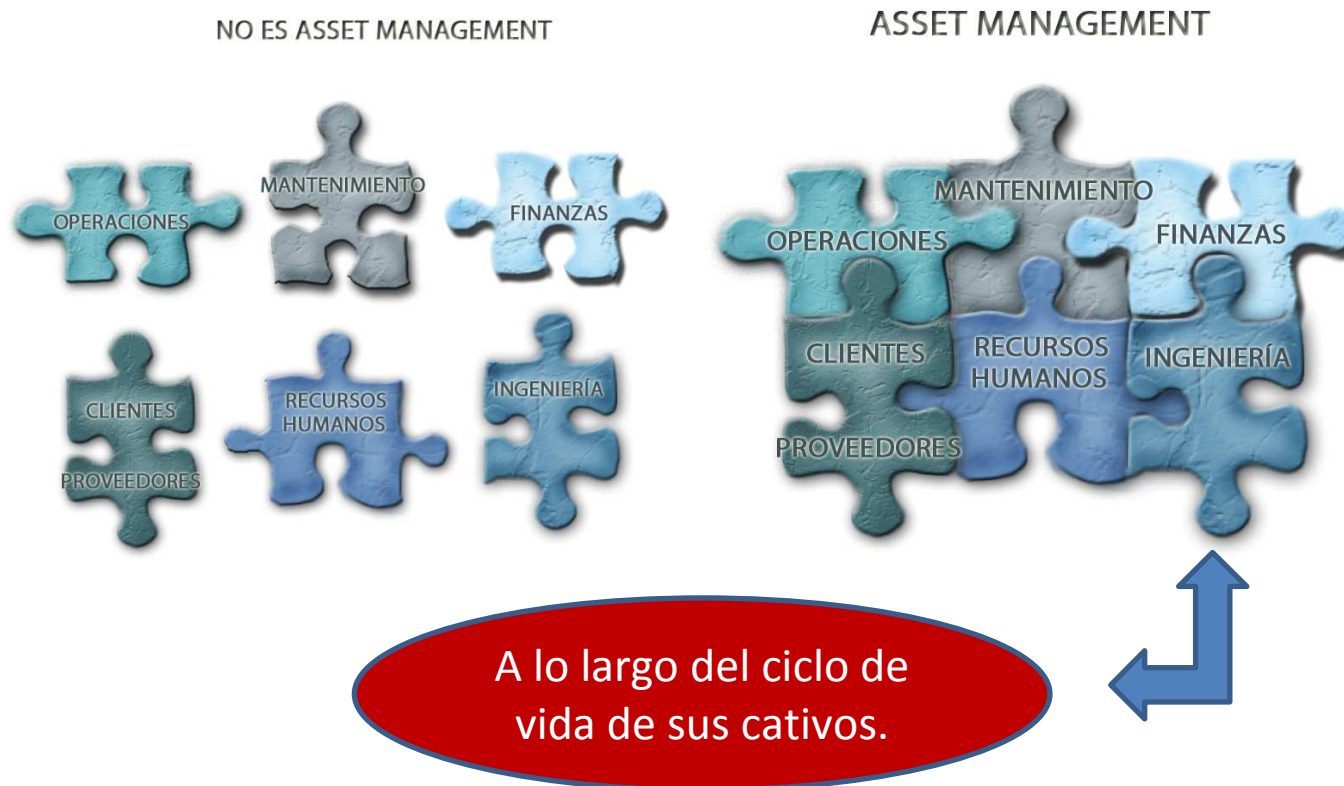 NO ES ASSET MANAGEMENT
OPERACIONES
MANTENIMIENTO
FINANZAS
CLIENTES
PROVEEDORES
RECURSOS
HUMANOS
INGENIERÍA
ASSET MANAGEMENT
OPERACIONES
MANTENIMIENTO
FINANZAS
CLIENTES
PROVEEDORES
RECURSOS
HUMANOS
INGENIERÍA
A lo largo del ciclo de
vida de sus cativos.